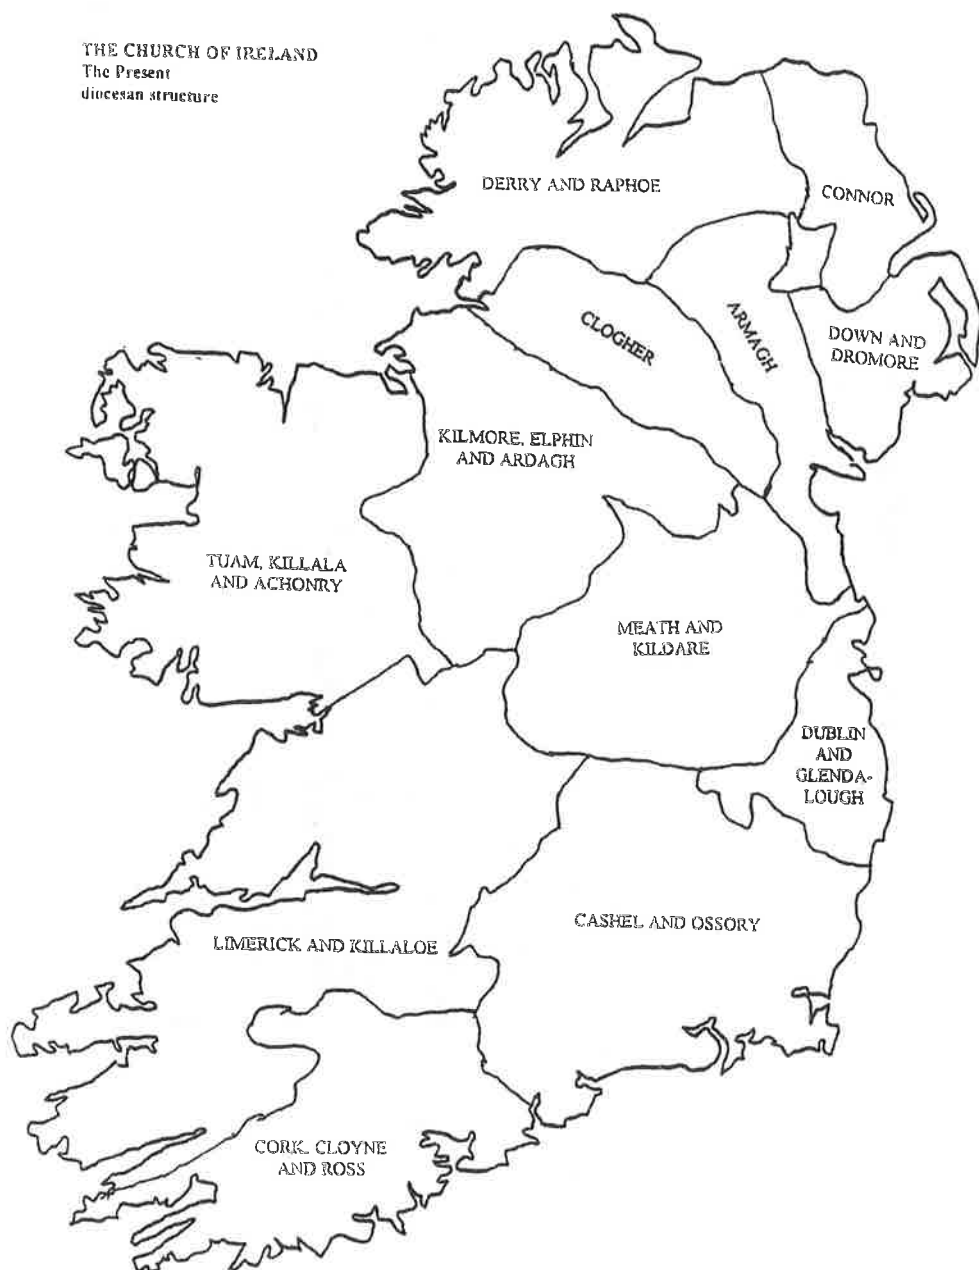 THE CHURCH OF IRELAND
The Present
diocesan structure
DERRY AND RAPHOE
CONNOR
CLOGHER
ARMAGH
DOWN AND
DROMORE
KILMORE, ELPHIN
AND ARDAGH
TUAM, KILLALA
AND ACHONRY
MEATH AND
KILDARE
DUBLIN
AND
GLENDA-
LOUGH
CASHEL AND OSSORY
LIMERICK AND KILLALOE
CORK, CLOYNE
AND ROSS